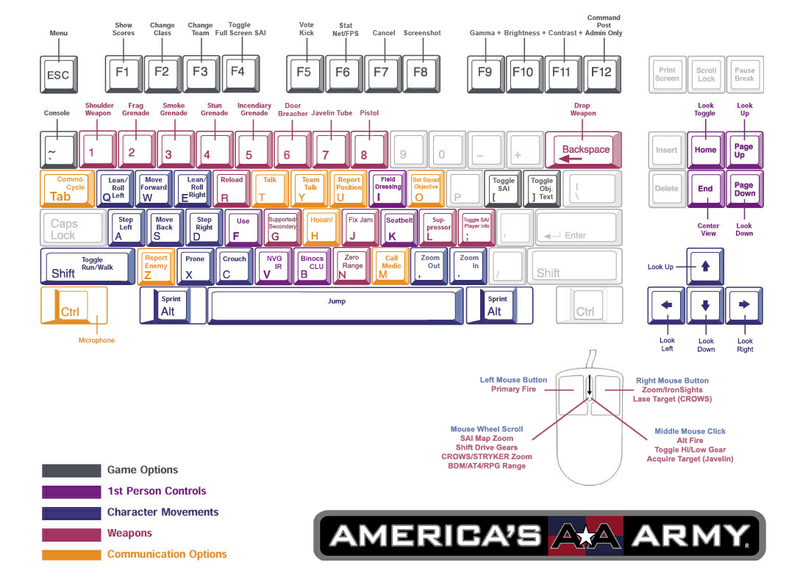 Menu
Show Scores
Change Class
Change Team
Toggle Full Screen SAI
Vote Kick
Stat Net/FPS
Cancel
Screenshot
Gamma +
Brightness +
Contrast +
Command Post Admin Only
ESC
F1
F2
F3
F4
F5
F6
F7
F8
F9
F10
F11
F12
Print Screen
Scroll Lock
Pause Break
Console
Shoulder Weapon
Frag Grenade
Smoke Grenade
Stun Grenade
Incendiary Grenade
Door Breacher
Javelin Tube
Pistol
Drop Weapon
Look Toggle
Look Up
~
1
2
3
4
5
6
7
8
9
0
-
+
Backspace
Insert
Home
Page Up
Commo. Cycle Tab
Lean/ Roll Left Q
Move Forward W
Lean/ Roll Right E
Reload R
Talk T
Team Talk Y
Report Position U
Field Dressing I
Get Squad Objective O
P
Toggle SAI [
Toggle Obj. Text ]
\
Delete
End
Page Down
Caps Lock
Step Left A
Move Back S
Step Right D
Use F
Supported/ Secondary G
Hooah! H
Fix Jam J
Seatbelt K
Sup- pressor L
Toggle SAI Player info ;
'
Enter
Center View
Look Down
Toggle Run/Walk
Shift
Report Enemy Z
Prone X
Crouch C
NVG IR V
Binocs CLU B
Zero Range N
Call Medic M
Zoom Out ,
Zoom In .
Shift
Look Up
Ctrl
Sprint Alt
Jump
Sprint Alt
Ctrl
Microphone
Look Left
Look Down
Look Right
Left Mouse Button
Primary Fire
Right Mouse Button
Zoom/IronSights
Lase Target (CROWS)
Mouse Wheel Scroll
SAI Map Zoom
Shift Drive Gears
CROWS/STRYKER Zoom
BDM/AT4/RPG Range
Middle Mouse Click
Alt Fire
Toggle Hi/Low Gear
Acquire Target (Javelin)
Game Options
1st Person Controls
Character Movements
Weapons
Communication Options
AMERICA'S AA ARMY